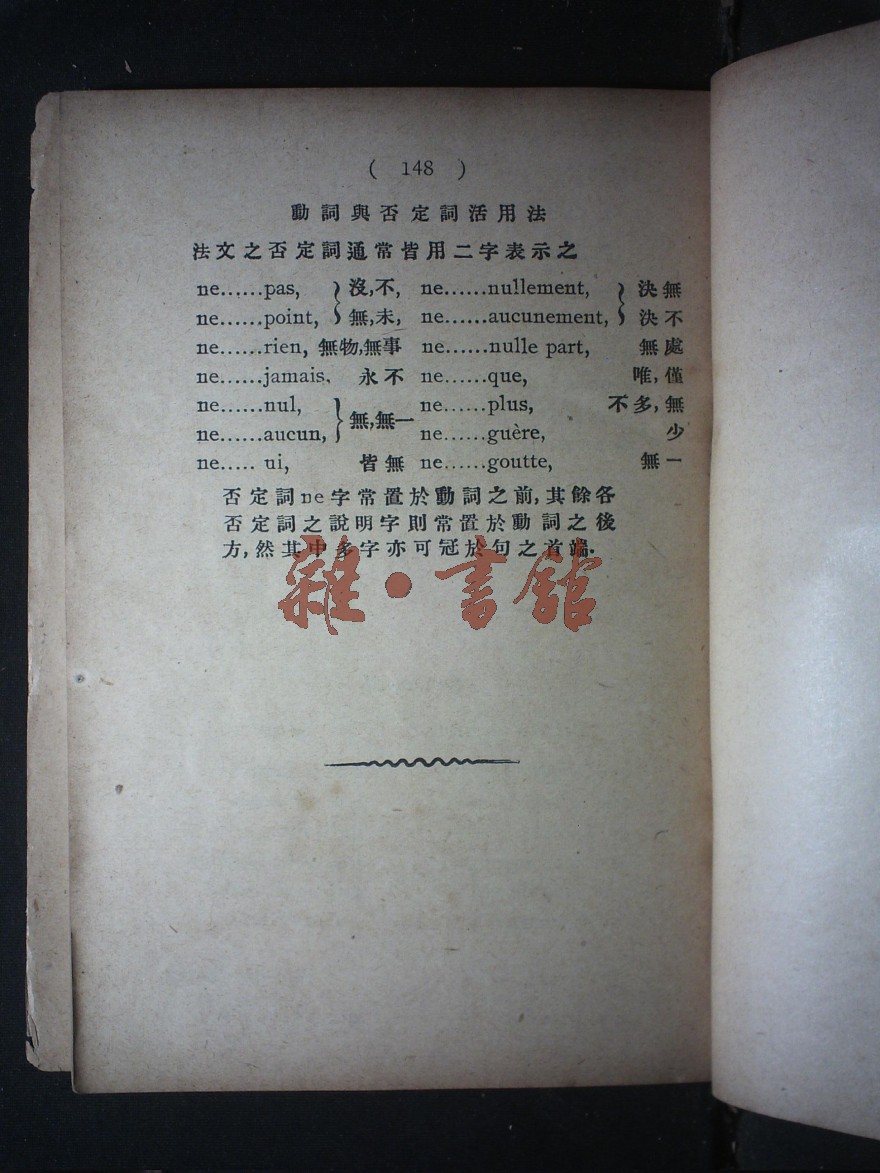 ( 148 )
動詞與否定詞活用法
法文之否定詞通常皆用二字表示之
ne......pas, 沒,不, ne......nullement, 決無
ne......point, 無,未, ne......aucunement, 決不
ne......rien, 無物,無事 ne......nulle part, 無處
ne......jamais, 永不 ne......que, 唯,僅
ne......nul, 無,無一 ne......plus, 不多,無
ne......aucun, ne......guère, 少
ne..... ui, 皆無 ne......goutte, 無一
否定詞ne字常置於動詞之前,其餘各
否定詞之說明字則常置於動詞之後
方,然其中多字亦可冠於句之首端.
雜·書館